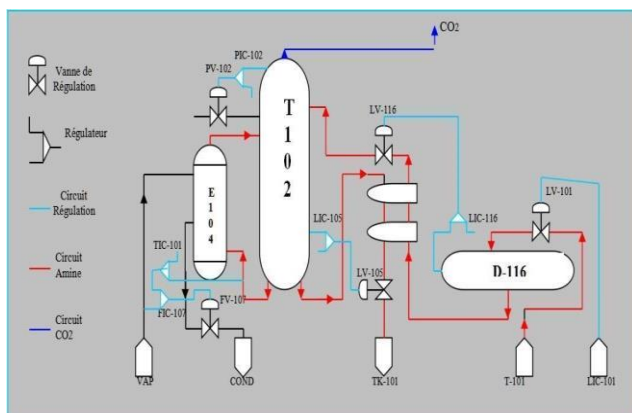 CO2
PIC-102
PV-102
Vanne de
Régulation
T
1
0
2
LV-116
Régulateur
E
1
0
4
LV-101
Circuit
Régulation
LIC-105
LIC-116
TIC-101
D-116
Circuit
Amine
LV-105
FIC-107
FV-107
Circuit
CO2
VAP
COND
TK-101
T-101
LIC-101